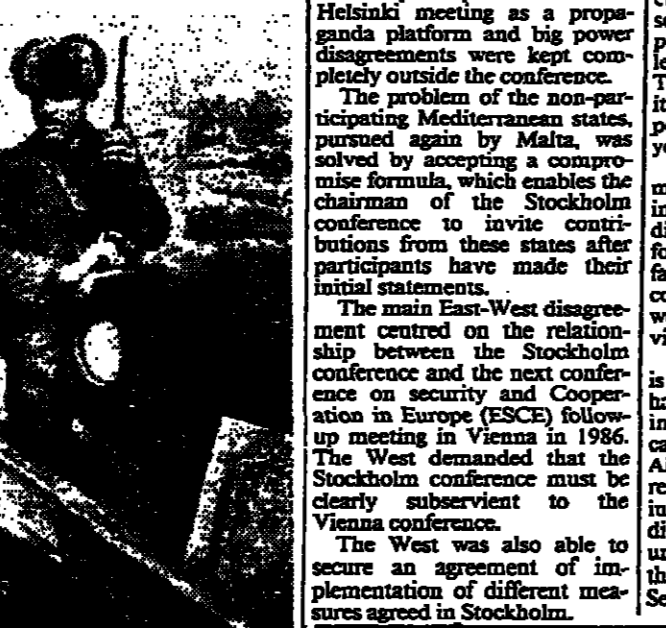 Helsinki meeting as a propa-
ganda platform and big power
disagreements were kept com-
pletely outside the conference.
The problem of the non-par-
ticipating Mediterranean states,
pursued again by Malta, was
solved by accepting a compro-
mise formula, which enables the
chairman of the Stockholm
conference to invite contri-
butions from these states after
participants have made their
initial statements.
The main East-West disagree-
ment centred on the relation-
ship between the Stockholm
conference and the next confer-
ence on security and Cooper-
ation in Europe (ESCE) follow-
up meeting in Vienna in 1986.
The West demanded that the
Stockholm conference must be
clearly subservient to the
Vienna conference.
The West was also able to
secure an agreement of im-
plementation of different mea-
sures agreed in Stockholm.